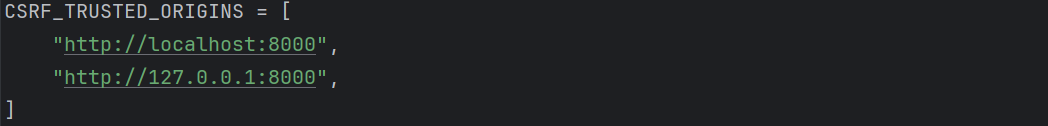 CSRF_TRUSTED_ORIGINS = [
    "http://localhost:8000",
    "http://127.0.0.1:8000",
]